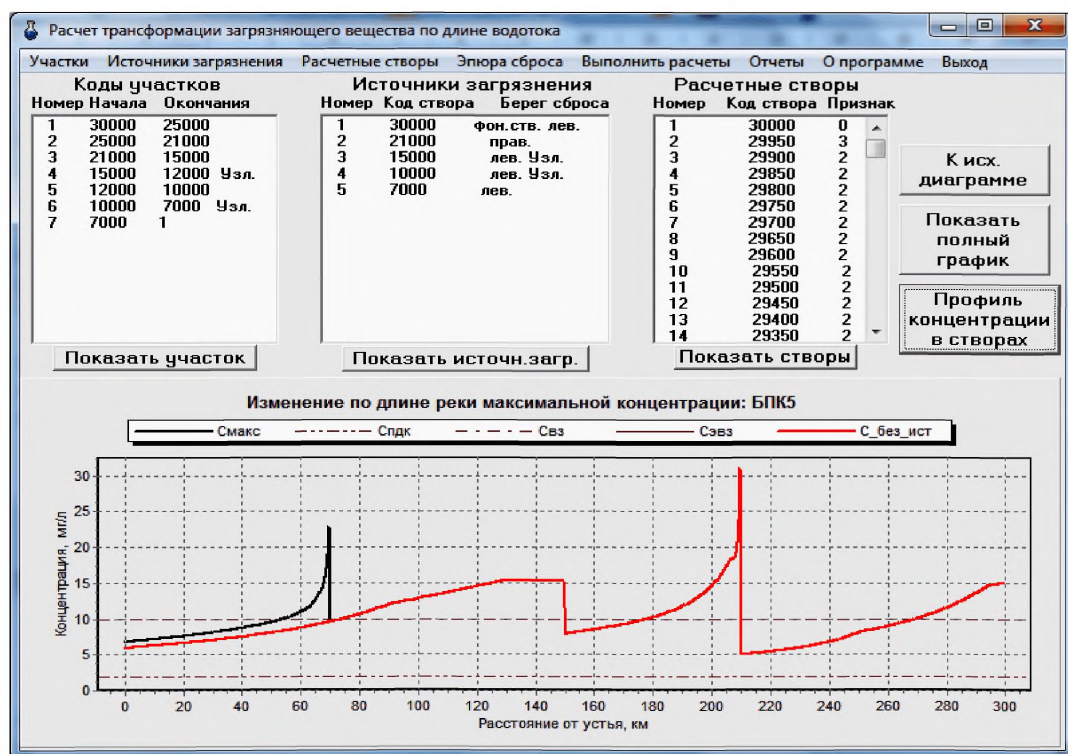 Расчет трансформации загрязняющего вещества по длине водотока
Участки Источники загрязнения Расчетные створы Эпюра сброса Выполнить расчеты Отчеты О программе Выход
Коды участков
Номер Начала Окончания
1 30000 25000
2 25000 21000
3 21000 15000
4 15000 12000 Узл.
5 12000 10000
6 10000 7000 Узл.
7 7000 1
Показать участок
Источники загрязнения
Номер Код створа Берег сброса
1 30000 фон.ств. лев.
2 21000 прав.
3 15000 лев. Узл.
4 10000 лев. Узл.
5 7000 лев.
Показать источн.загр.
Расчетные створы
Номер Код створа Признак
1 30000 0
2 29950 3
3 29900 2
4 29850 2
5 29800 2
6 29750 2
7 29700 2
8 29650 2
9 29600 2
10 29550 2
11 29500 2
12 29450 2
13 29400 2
14 29350 2
Показать створы
К исх.
диаграмме
Показать
полный
график
Профиль
концентрации
в створах
Изменение по длине реки максимальной концентрации: БПК5
Смакс Спдк Свз Сэвз С_без_ист
Концентрация, мг/л
30
25
20
15
10
5
0
0 20 40 60 80 100 120 140 160 180 200 220 240 260 280 300
Расстояние от устья, км